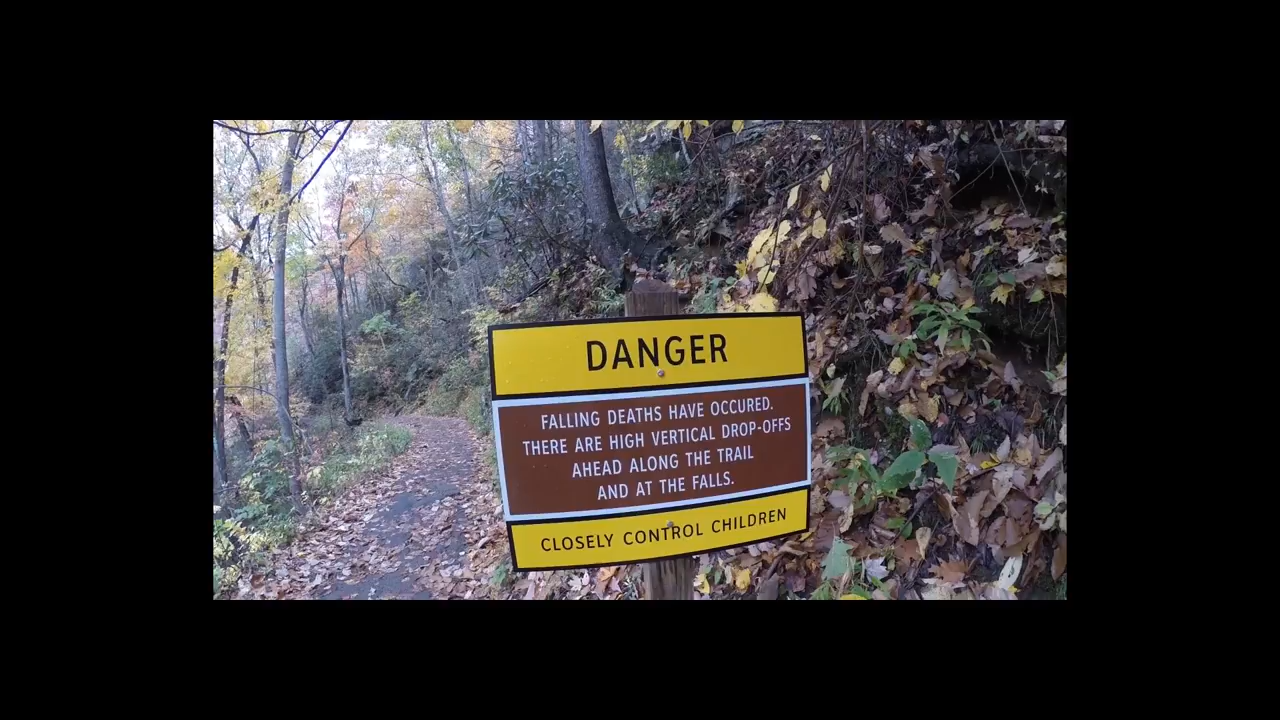 DANGER
FALLING DEATHS HAVE OCCURED.
THERE ARE HIGH VERTICAL DROP-OFFS
AHEAD ALONG THE TRAIL
AND AT THE FALLS.
CLOSELY CONTROL CHILDREN